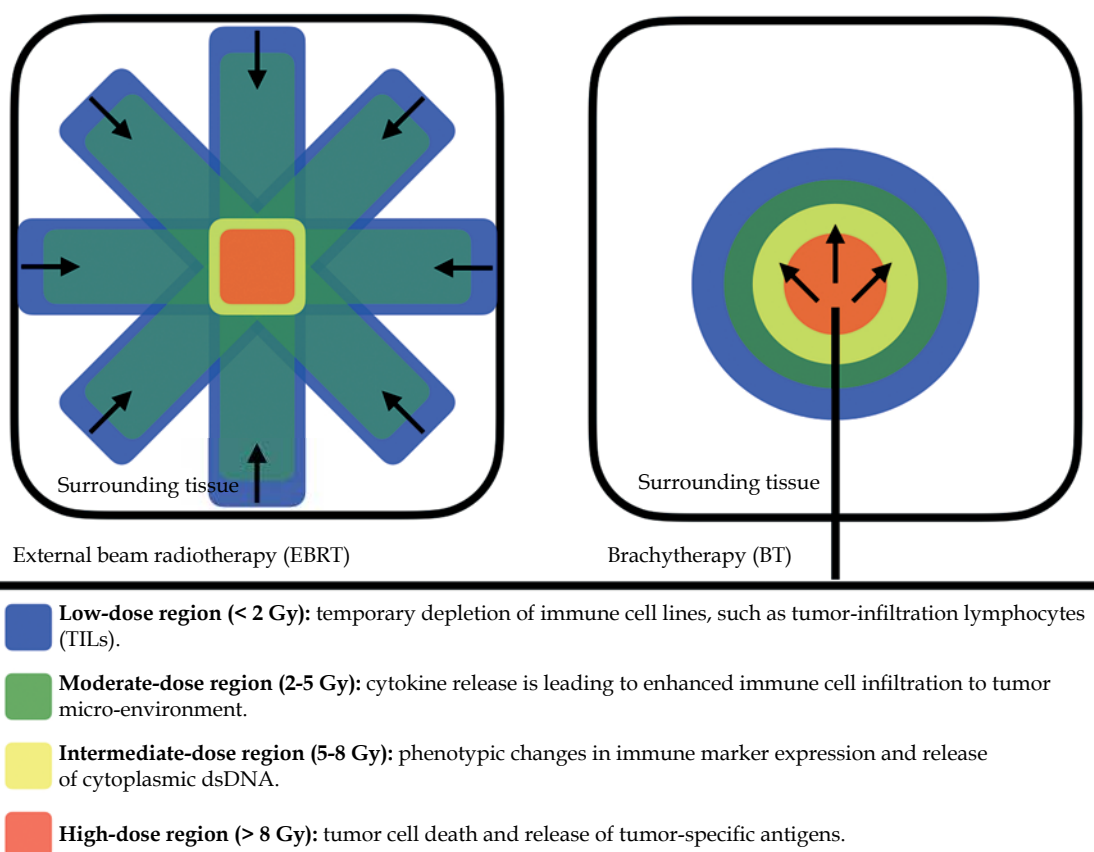 Surrounding tissue
Surrounding tissue
External beam radiotherapy (EBRT)
Brachytherapy (BT)
Low-dose region (< 2 Gy): temporary depletion of immune cell lines, such as tumor-infiltration lymphocytes
(TILs).
Moderate-dose region (2-5 Gy): cytokine release is leading to enhanced immune cell infiltration to tumor
micro-environment.
Intermediate-dose region (5-8 Gy): phenotypic changes in immune marker expression and release
of cytoplasmic dsDNA.
High-dose region (> 8 Gy): tumor cell death and release of tumor-specific antigens.